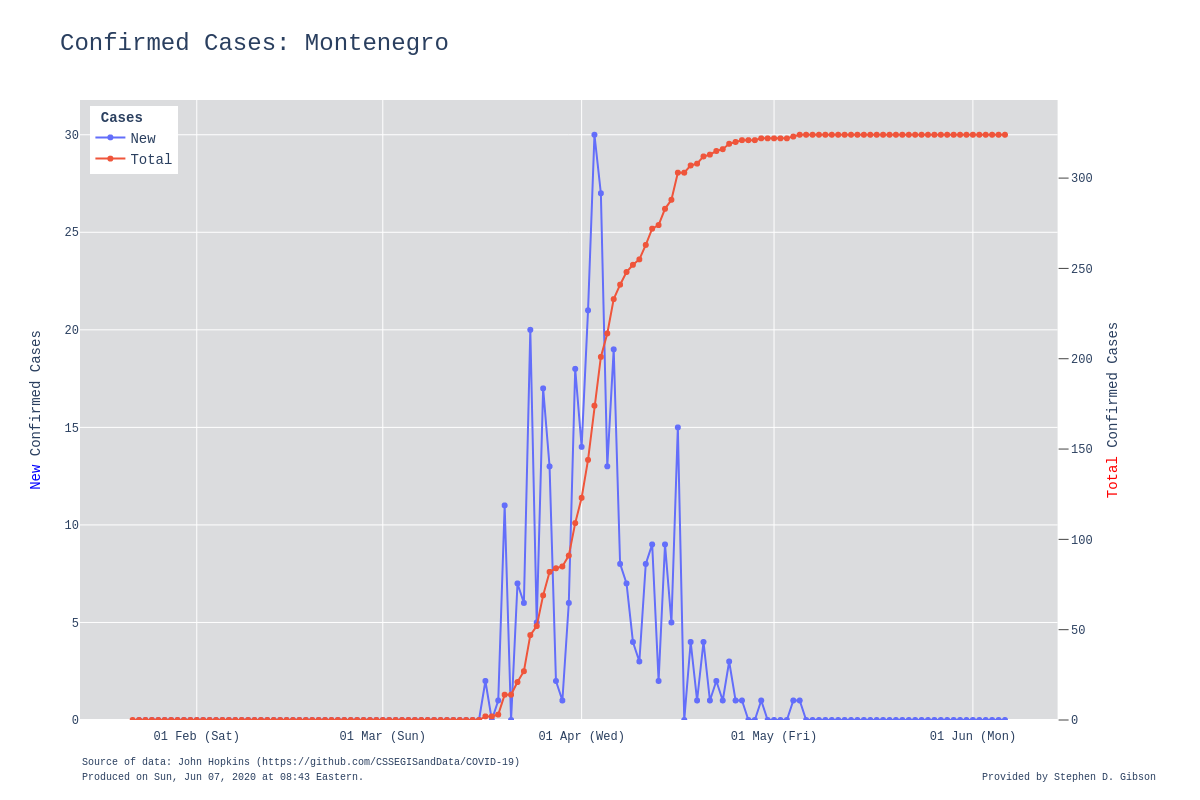 Confirmed Cases: Montenegro
Cases
New
Total
30
25
20
15
10
5
0
300
250
200
150
100
50
0
New Confirmed Cases
Total Confirmed Cases
01 Feb (Sat)
01 Mar (Sun)
01 Apr (Wed)
01 May (Fri)
01 Jun (Mon)
Source of data: John Hopkins (https://github.com/CSSEGISandData/COVID-19)
Produced on Sun, Jun 07, 2020 at 08:43 Eastern.
Provided by Stephen D. Gibson